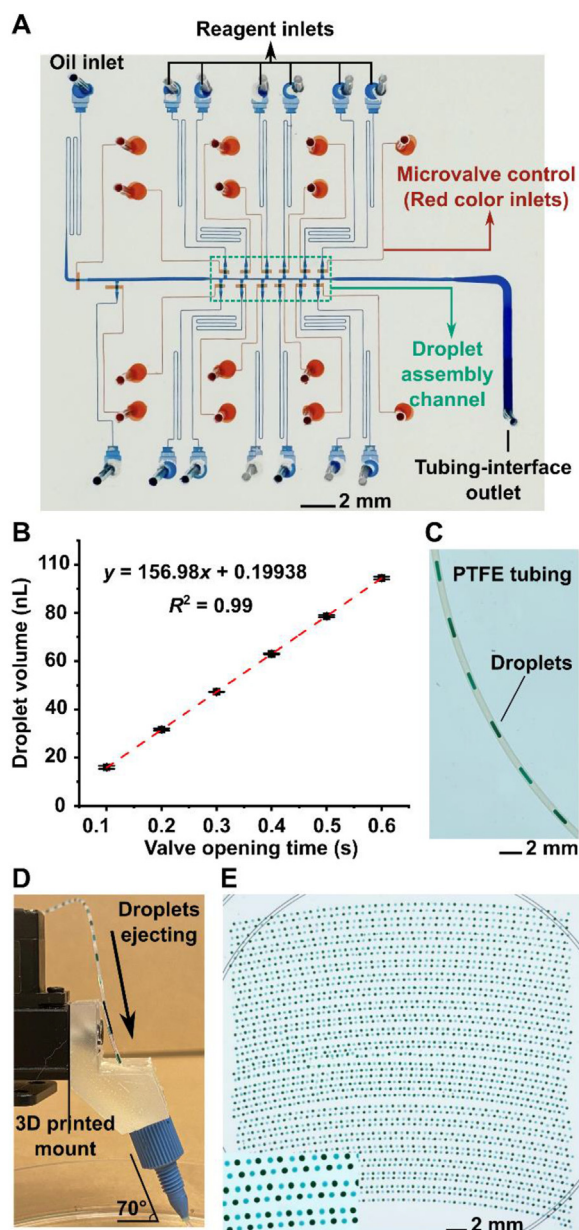 A
Reagent inlets
Oil inlet
Microvalve control
(Red color inlets)
Droplet
assembly
channel
Tubing-interface
outlet
2 mm
B
y = 156.98x + 0.19938
R² = 0.99
Droplet volume (nL)
110
80
60
40
20
0
0.1 0.2 0.3 0.4 0.5 0.6
Valve opening time (s)
C
PTFE tubing
Droplets
2 mm
D
Droplets
ejecting
3D printed
mount
70°
E
2 mm